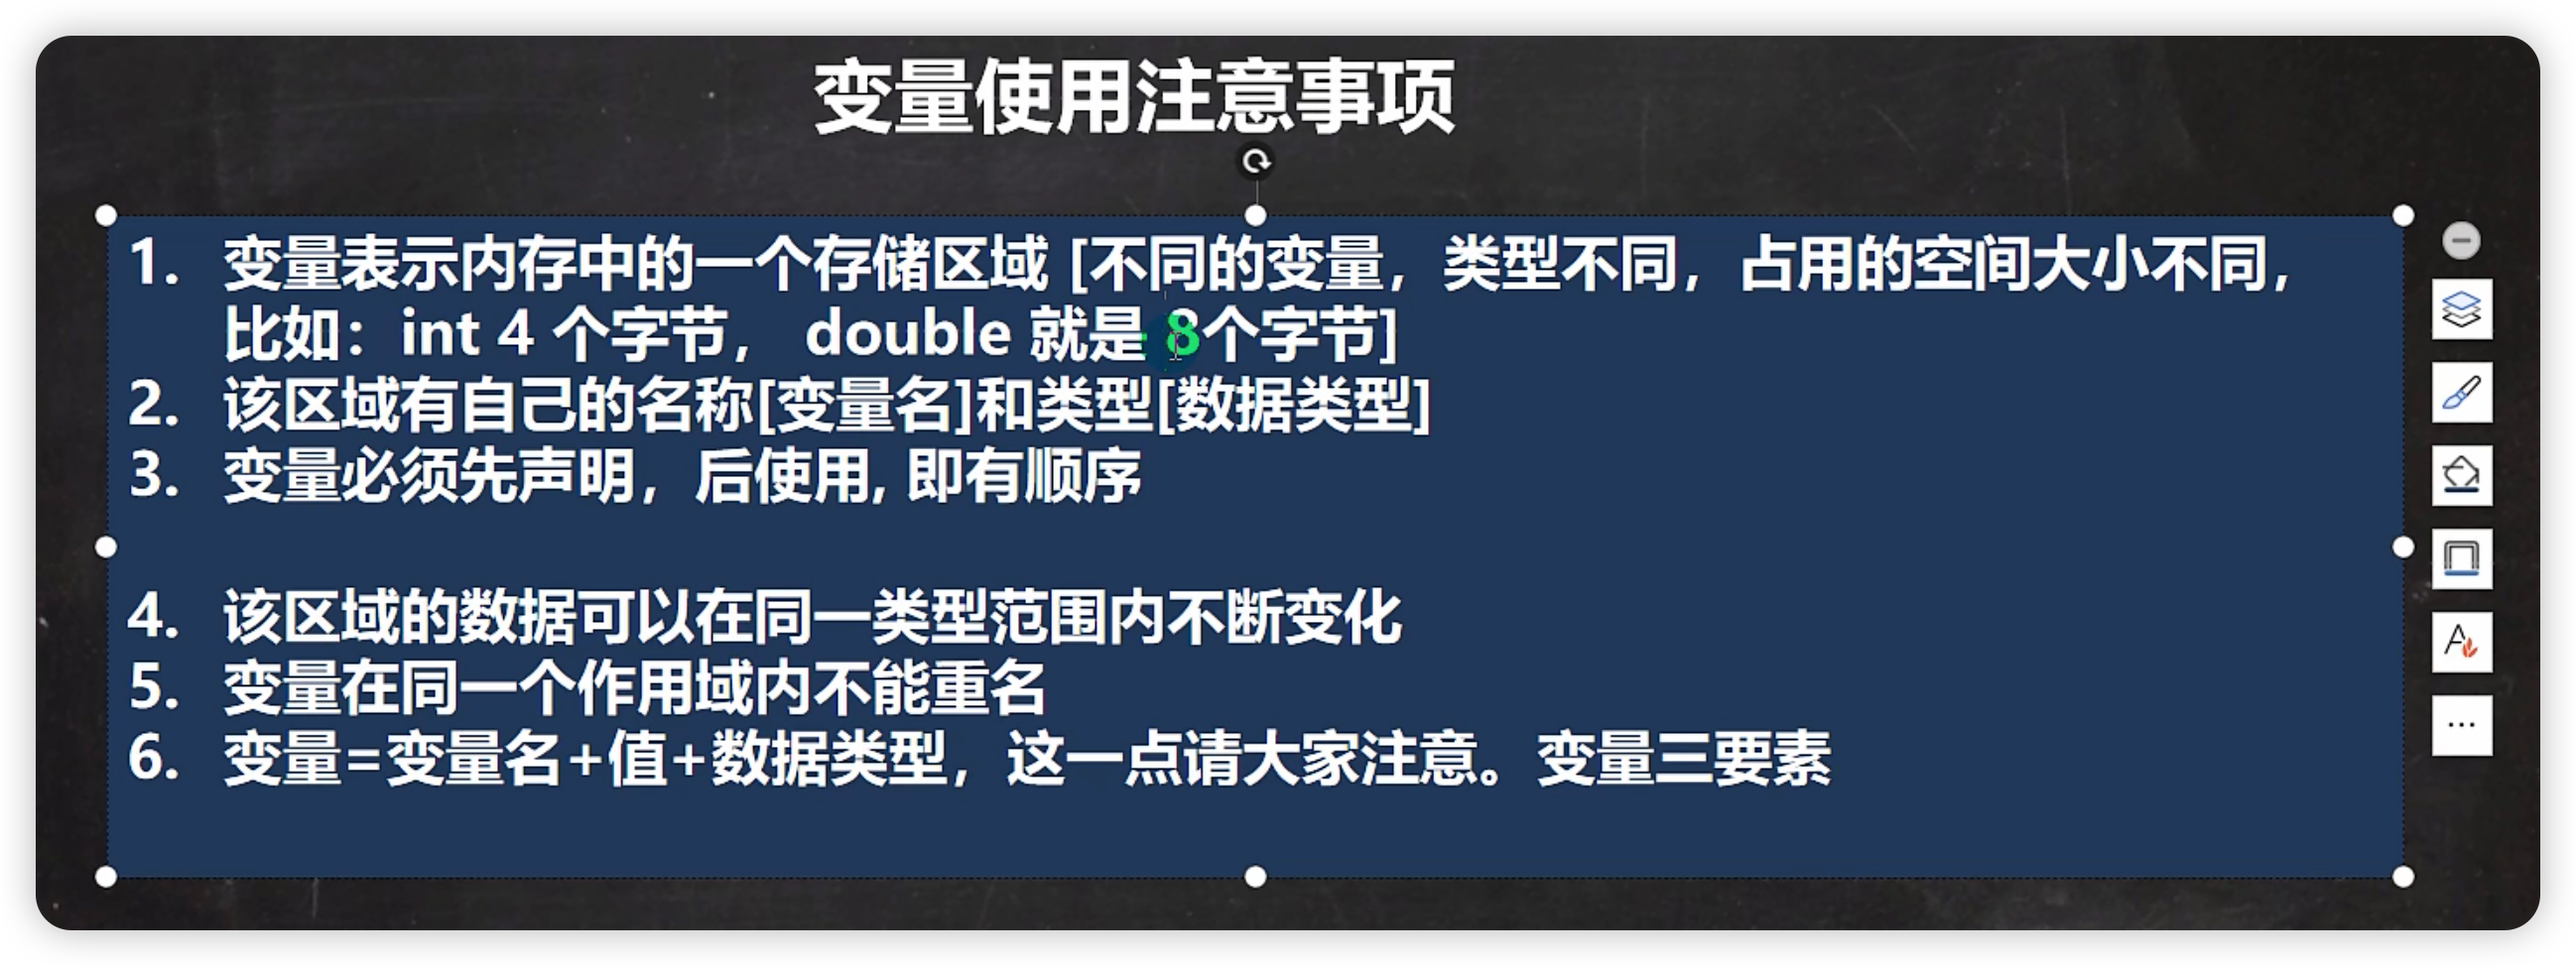 变量使用注意事项
1. 变量表示内存中的一个存储区域 [不同的变量，类型不同，占用的空间大小不同，
比如：int 4 个字节， double 就是 8个字节]
2. 该区域有自己的名称[变量名]和类型[数据类型]
3. 变量必须先声明，后使用, 即有顺序
4. 该区域的数据可以在同一类型范围内不断变化
5. 变量在同一个作用域内不能重名
6. 变量=变量名+值+数据类型，这一点请大家注意。变量三要素